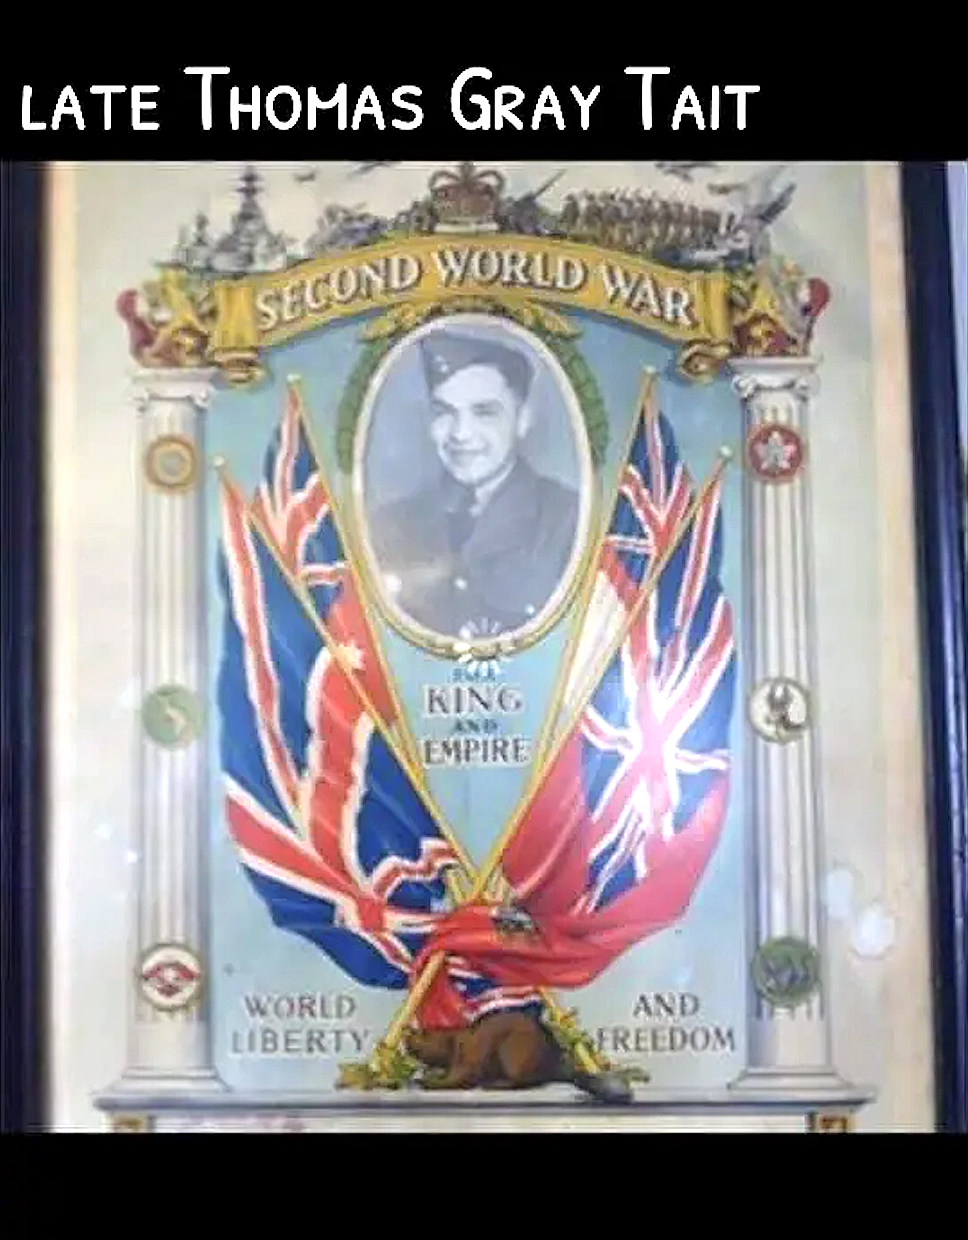 LATE THOMAS GRAY TAIT
SECOND WORLD WAR
KING
AND
EMPIRE
WORLD
LIBERTY
AND
FREEDOM